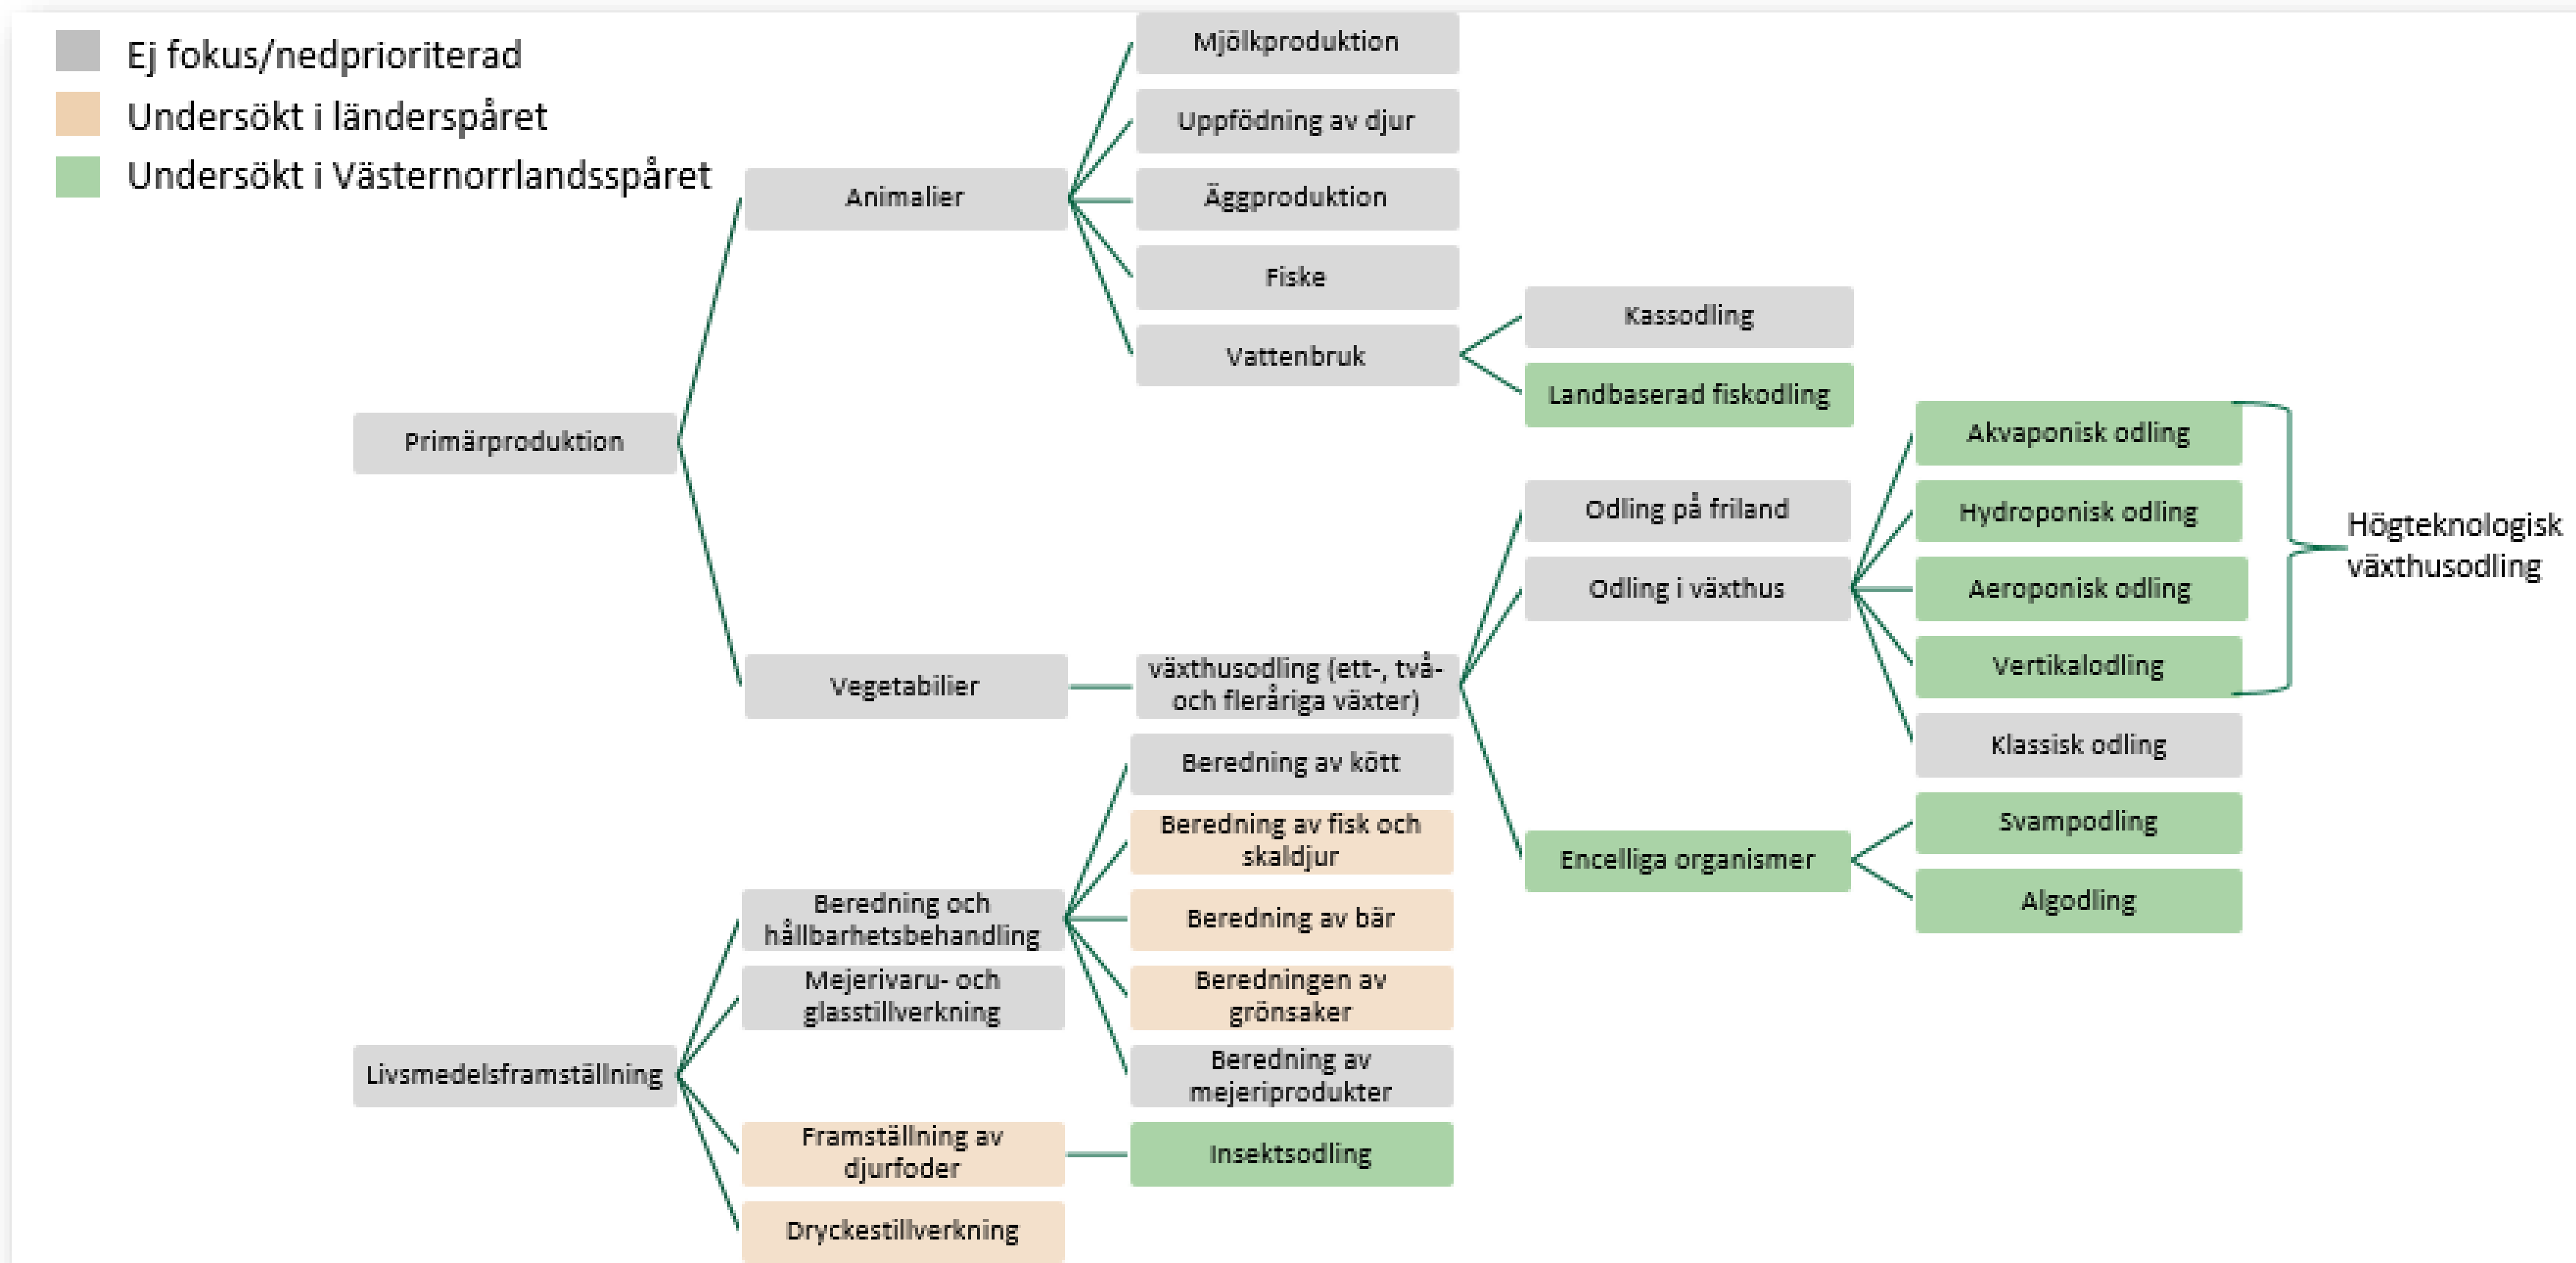 Ej fokus/nedprioriterad
Undersökt i länderspåret
Undersökt i Västernorrlandsspåret
Primärproduktion
Animalier
Mjölkproduktion
Uppfödning av djur
Äggproduktion
Fiske
Vattenbruk
Kassodling
Landbaserad fiskodling
Vegetabilier
växthusodling (ett-, två-
och fleråriga växter)
Odling på friland
Odling i växthus
Akvaponisk odling
Hydroponisk odling
Aeroponisk odling
Vertikalodling
Klassisk odling
Högteknologisk
växthusodling
Encelliga organismer
Svampodling
Algodling
Livsmedelsframställning
Beredning och
hållbarhetsbehandling
Beredning av kött
Beredning av fisk och
skaldjur
Beredning av bär
Beredningen av
grönsaker
Beredning av
mejeriprodukter
Mejerivaru- och
glasstillverkning
Framställning av
djurfoder
Insektsodling
Dryckestillverkning